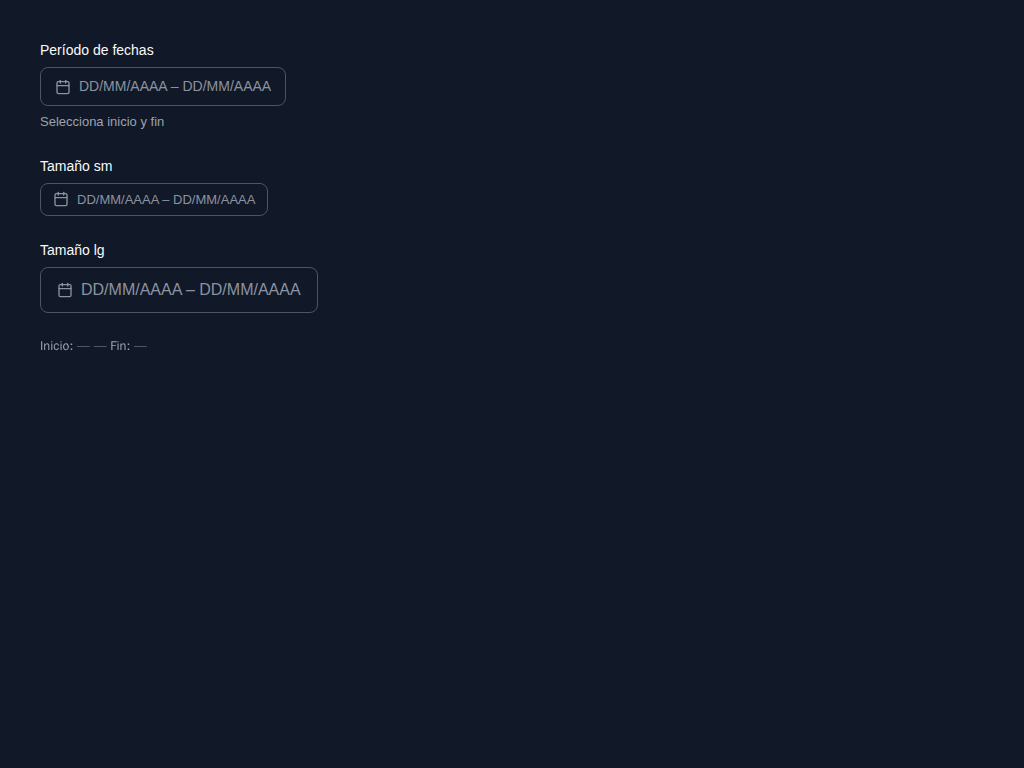 Período de fechas
DD/MM/AAAA – DD/MM/AAAA
Selecciona inicio y fin
Tamaño sm
DD/MM/AAAA – DD/MM/AAAA
Tamaño lg
DD/MM/AAAA – DD/MM/AAAA
Inicio: — — Fin: —